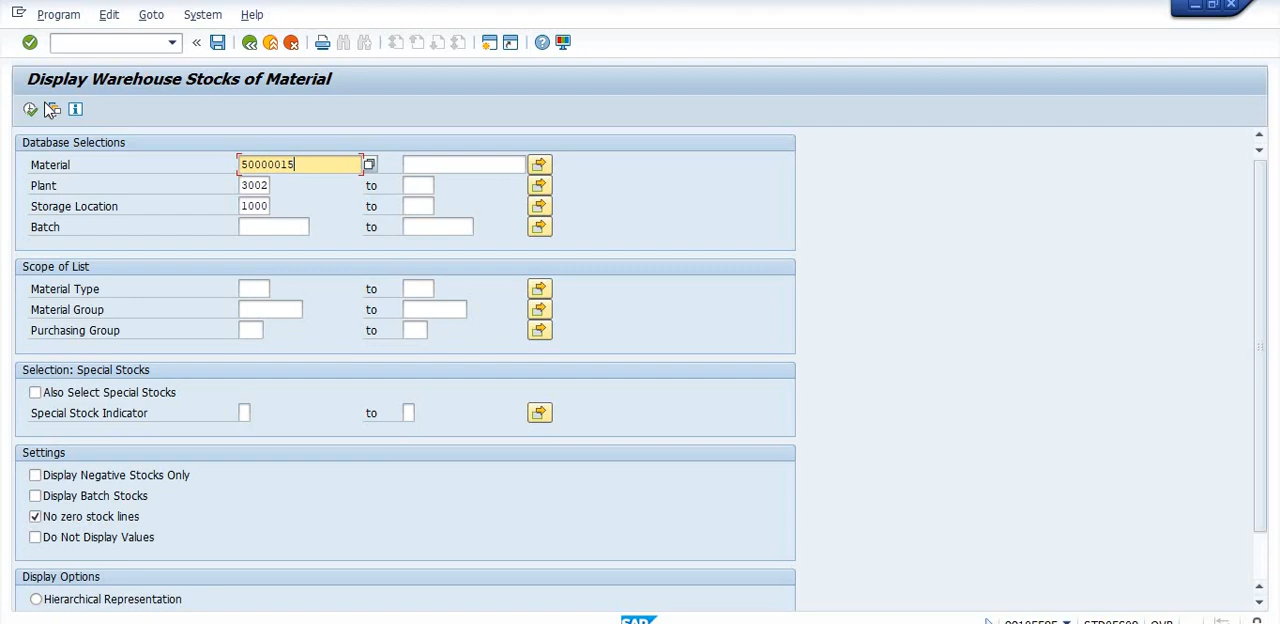 Program Edit Goto System Help
Display Warehouse Stocks of Material
Database Selections
Material 50000015
Plant 3002 to
Storage Location 1000 to
Batch to
Scope of List
Material Type to
Material Group to
Purchasing Group to
Selection: Special Stocks
Also Select Special Stocks
Special Stock Indicator to
Settings
Display Negative Stocks Only
Display Batch Stocks
No zero stock lines
Do Not Display Values
Display Options
Hierarchical Representation
SAP